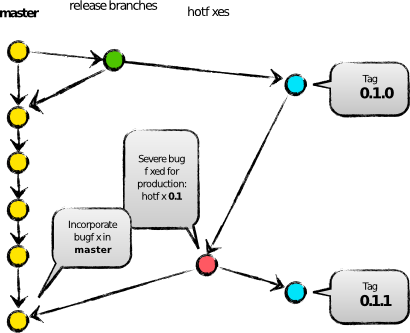 master
release branches
hotf xes
Tag
0.1.0
Severe bug
f xed for
production:
hotf x 0.1
Incorporate
bugf x in
master
Tag
0.1.1